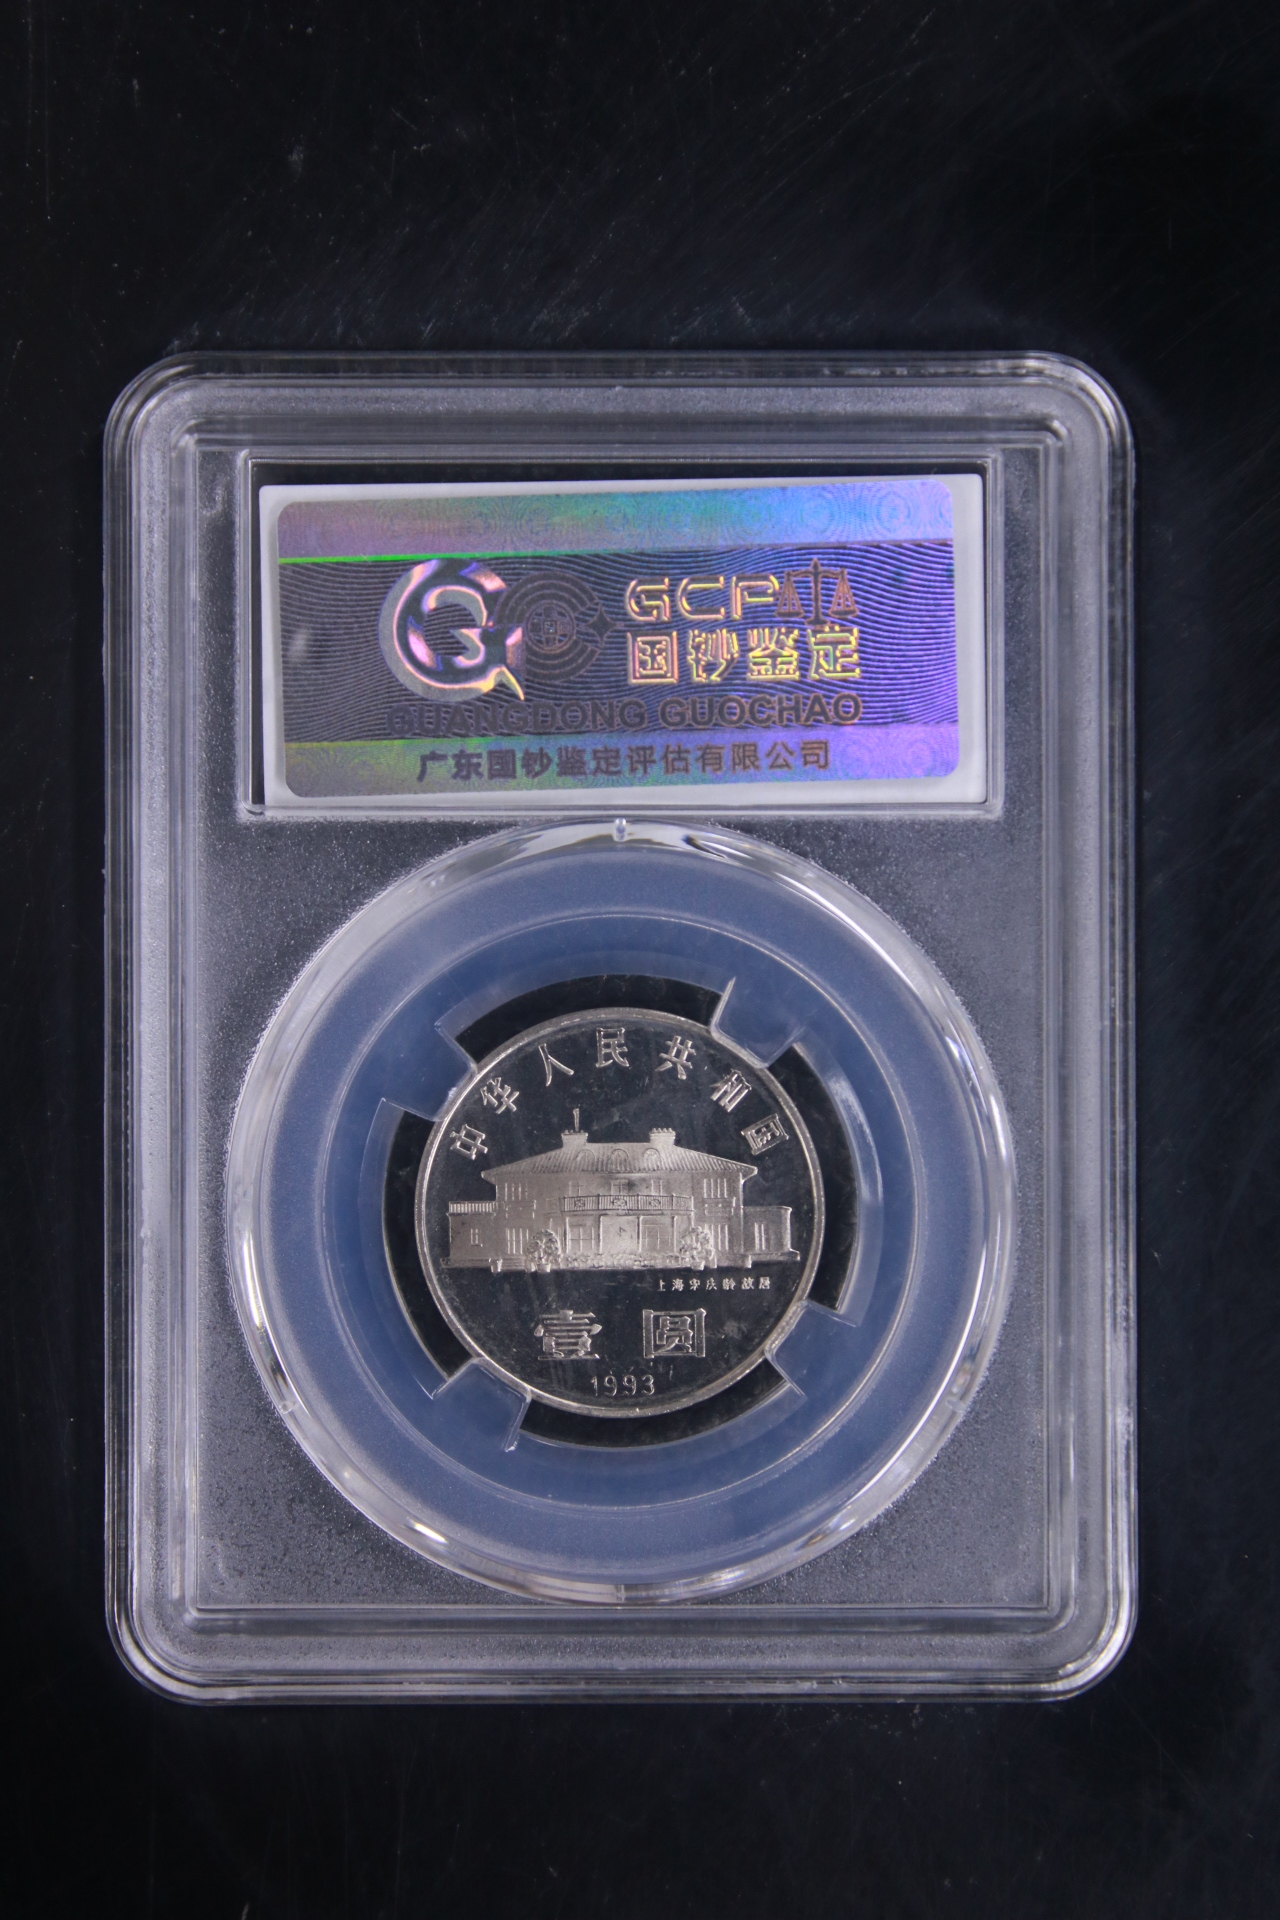 GCP
国钞鉴定
GUANGDONG GUOCHAO
广东国钞鉴定评估有限公司
中华人民共和国
上海宋庆龄故居
壹圆
1993